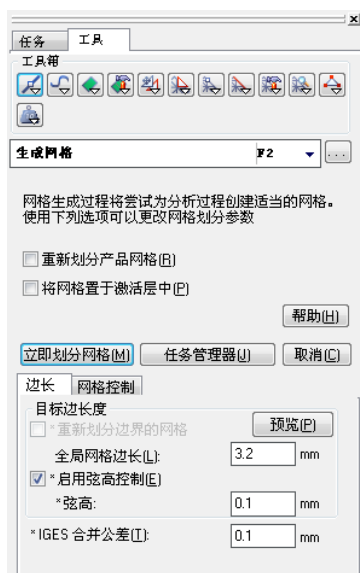 任务 工具
工具箱
生成网格 F2 ...
网格生成过程将尝试为分析过程创建适当的网格。
使用下列选项可以更改网格划分参数
重新划分产品网格(R)
将网格置于激活层中(P)
帮助(H)
立即划分网格(M) 任务管理器(J) 取消(C)
边长 网格控制
目标边长度
*重新划分边界的网格 预览(P)
全局网格边长(L): 3.2 mm
*启用弦高控制(E)
*弦高: 0.1 mm
*IGES 合并公差(T): 0.1 mm